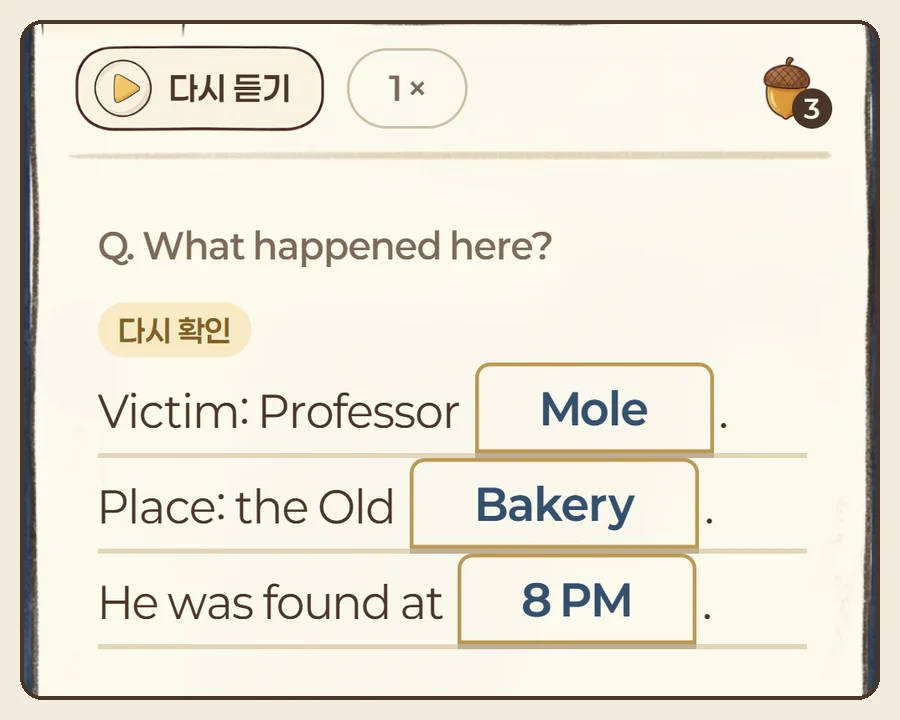 다시 듣기 1×
3
Q. What happened here?
다시 확인
Victim: Professor Mole.
Place: the Old Bakery.
He was found at 8 PM.